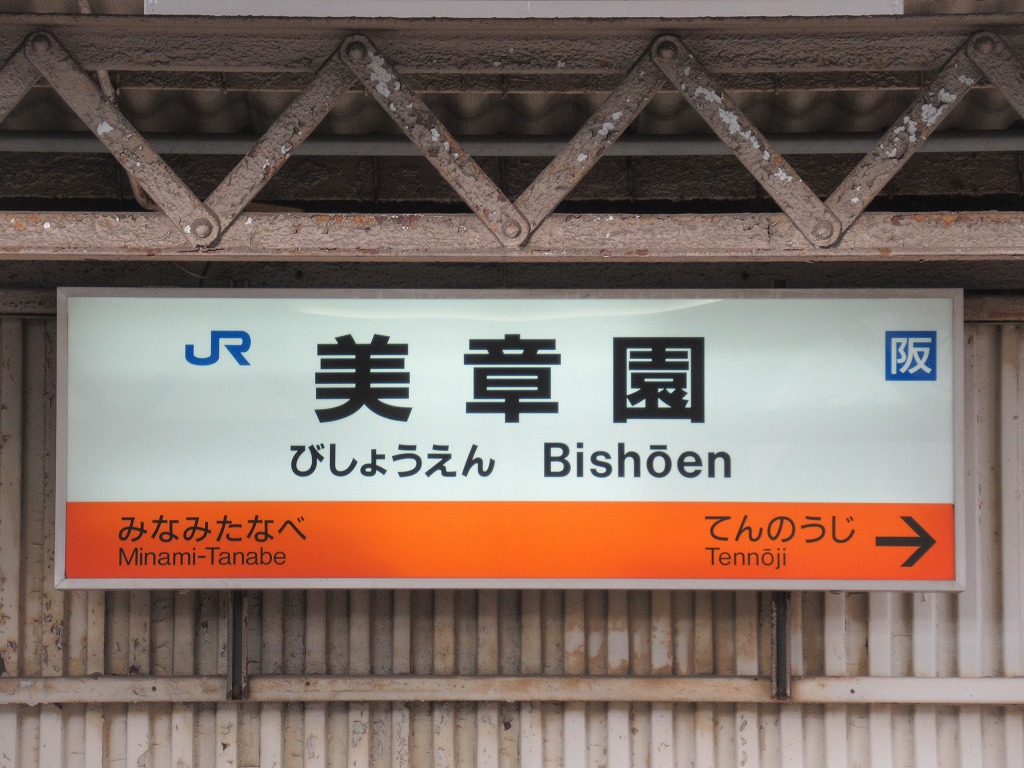 JR 美章園 阪
びしょうえん Bishōen
みなみたなべ てんのうじ →
Minami-Tanabe Tennōji